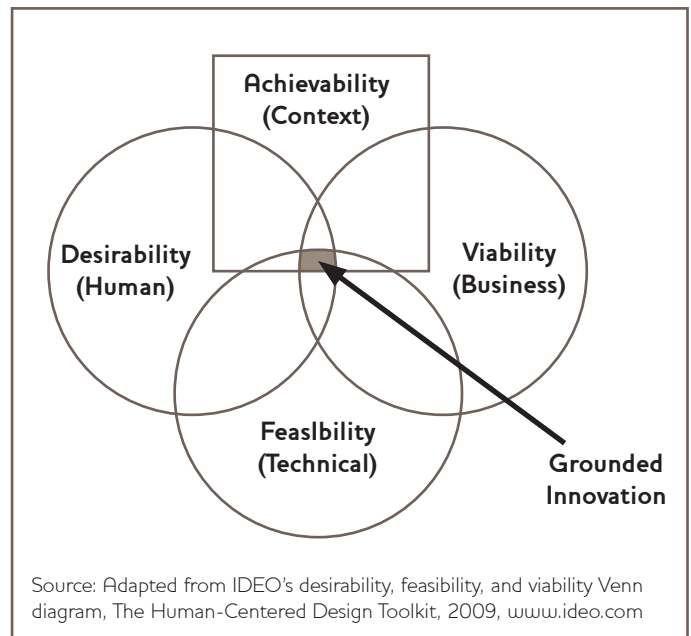 Achievability
(Context)
Desirability
(Human)
Viability
(Business)
FeasIbility
(Technical)
Grounded
Innovation
Source: Adapted from IDEO's desirability, feasibility, and viability Venn
diagram, The Human-Centered Design Toolkit, 2009, www.ideo.com